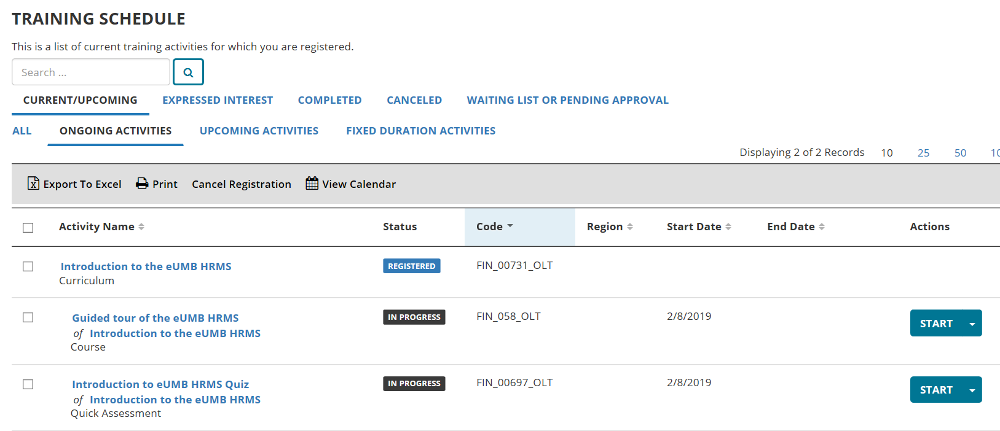 TRAINING SCHEDULE
This is a list of current training activities for which you are registered.
Search ...
CURRENT/UPCOMING EXPRESSED INTEREST COMPLETED CANCELED WAITING LIST OR PENDING APPROVAL
ALL ONGOING ACTIVITIES UPCOMING ACTIVITIES FIXED DURATION ACTIVITIES
Displaying 2 of 2 Records 10 25 50
Export To Excel Print Cancel Registration View Calendar
Activity Name Status Code Region Start Date End Date Actions
Introduction to the eUMB HRMS REGISTERED FIN_00731_OLT
Curriculum
Guided tour of the eUMB HRMS IN PROGRESS FIN_058_OLT 2/8/2019 START
of Introduction to the eUMB HRMS
Course
Introduction to eUMB HRMS Quiz IN PROGRESS FIN_00697_OLT 2/8/2019 START
of Introduction to the eUMB HRMS
Quick Assessment